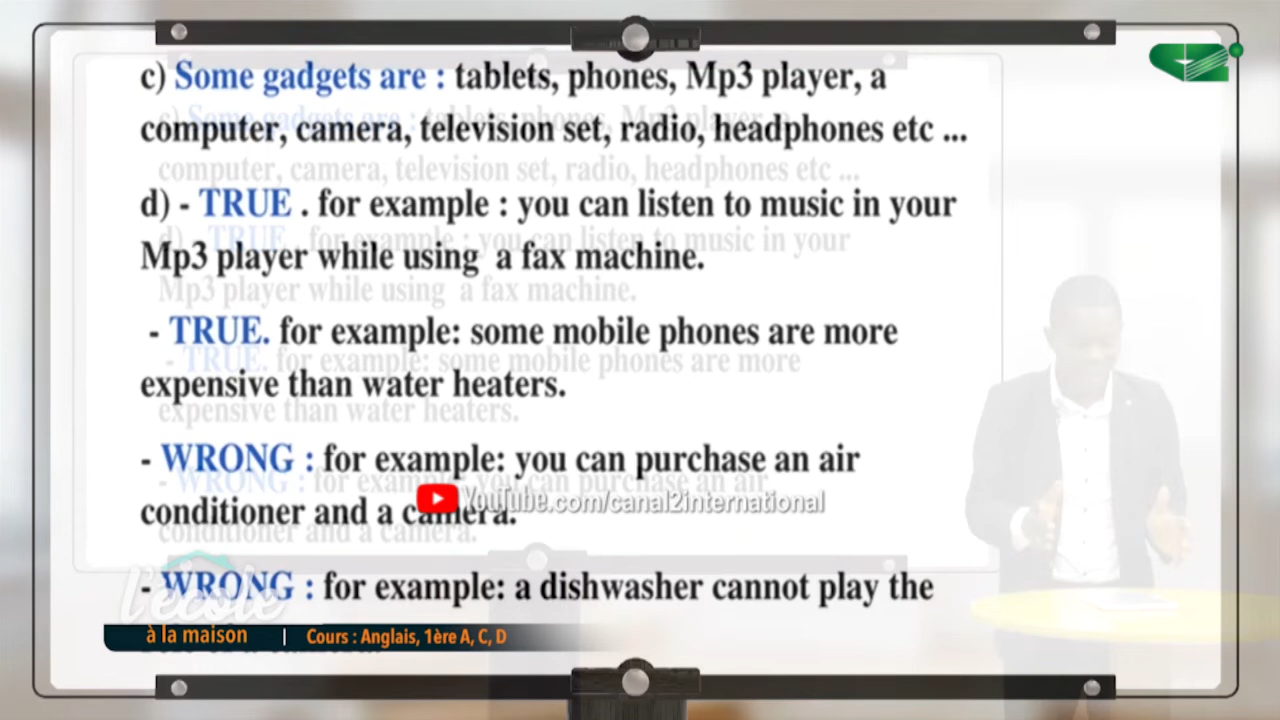 c) Some gadgets are : tablets, phones, Mp3 player, a
computer, camera, television set, radio, headphones etc ...
d) - TRUE . for example : you can listen to music in your
Mp3 player while using a fax machine.
- TRUE. for example: some mobile phones are more
expensive than water heaters.
- WRONG : for example: you can purchase an air
conditioner and a camera.
YouTube.com/canal2international
- WRONG : for example: a dishwasher cannot play the
l'école
à la maison | Cours : Anglais, 1ère A, C, D